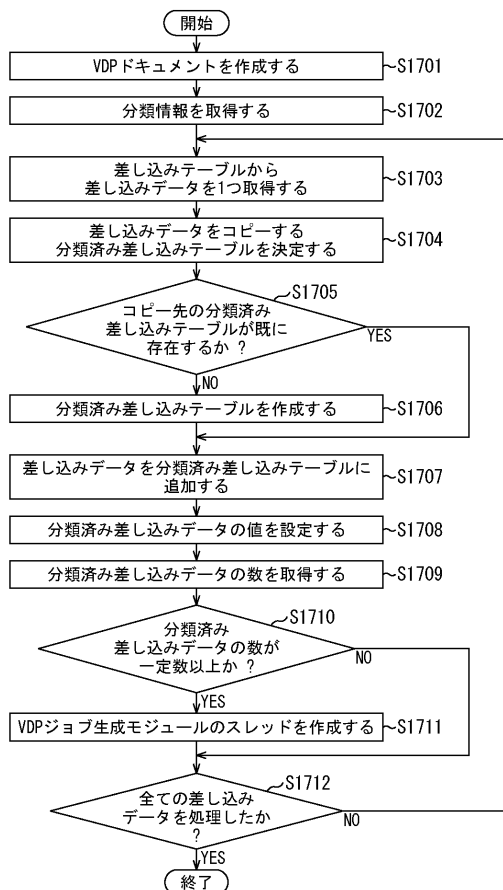 開始
VDPドキュメントを作成する
~S1701
分類情報を取得する
~S1702
差し込みテーブルから
差し込みデータを1つ取得する
~S1703
差し込みデータをコピーする
分類済み差し込みテーブルを決定する
~S1704
S1705
コピー先の分類済み
差し込みテーブルが既に
存在するか ?
YES
NO
分類済み差し込みテーブルを作成する
~S1706
差し込みデータを分類済み差し込みテーブルに
追加する
~S1707
分類済み差し込みデータの値を設定する
~S1708
分類済み差し込みデータの数を取得する
~S1709
S1710
分類済み
差し込みデータの数が
一定数以上か ?
NO
YES
VDPジョブ生成モジュールのスレッドを作成する
~S1711
S1712
全ての差し込み
データを処理したか
?
NO
YES
終了